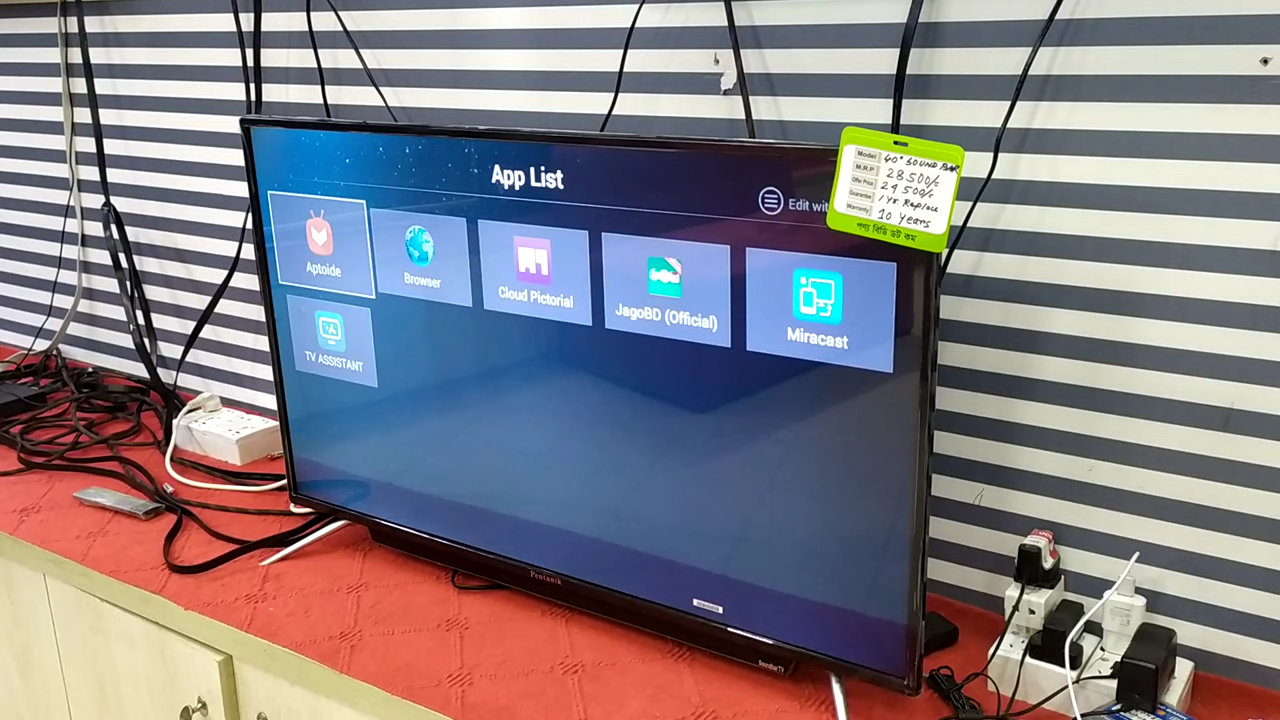 App List
Edit wit
Aptoide
Browser
Cloud Pictorial
JagoBD (Official)
Miracast
TV ASSISTANT
Model 40" SOUND BAR
M.R.P 28500/=
Offer Price 24500/=
Guarantee 1 Yr. Replace
Warranty 10 Years
পণ্য বিডি ডট কম
Pentanik
SoundbarTV